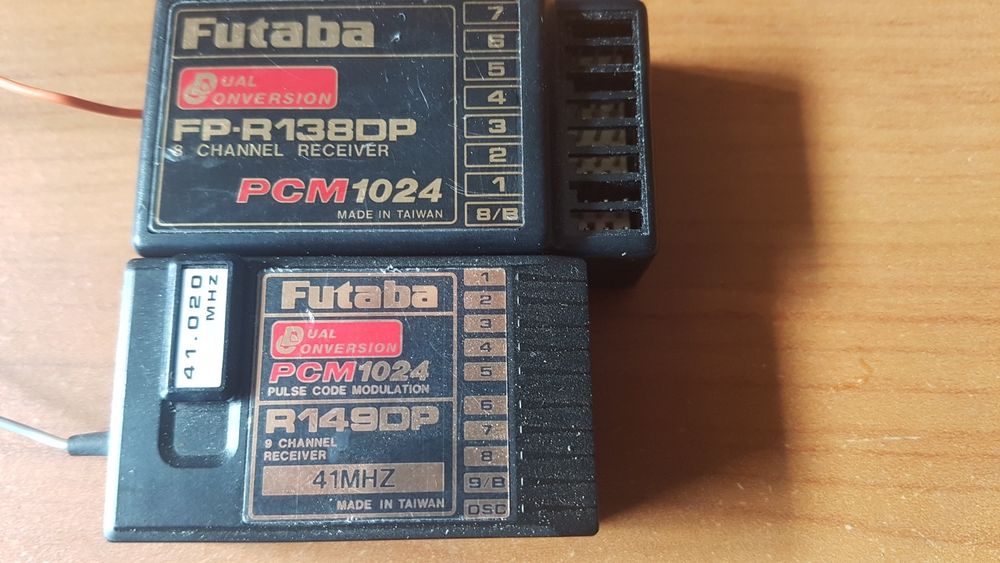 Futaba
DUAL
CONVERSION
FP-R138DP
8 CHANNEL RECEIVER
PCM1024
MADE IN TAIWAN
7
6
5
4
3
2
1
8/B
41.020
MHZ
Futaba
DUAL
CONVERSION
PCM1024
PULSE CODE MODULATION
R149DP
9 CHANNEL
RECEIVER
41MHZ
MADE IN TAIWAN
1
2
3
4
5
6
7
8
9/B
DSC